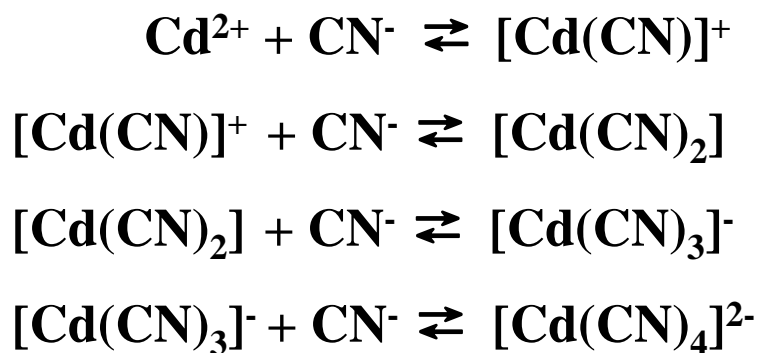 Cd²⁺ + CN⁻ ⇄ [Cd(CN)]⁺
[Cd(CN)]⁺ + CN⁻ ⇄ [Cd(CN)₂]
[Cd(CN)₂] + CN⁻ ⇄ [Cd(CN)₃]⁻
[Cd(CN)₃]⁻ + CN⁻ ⇄ [Cd(CN)₄]²⁻